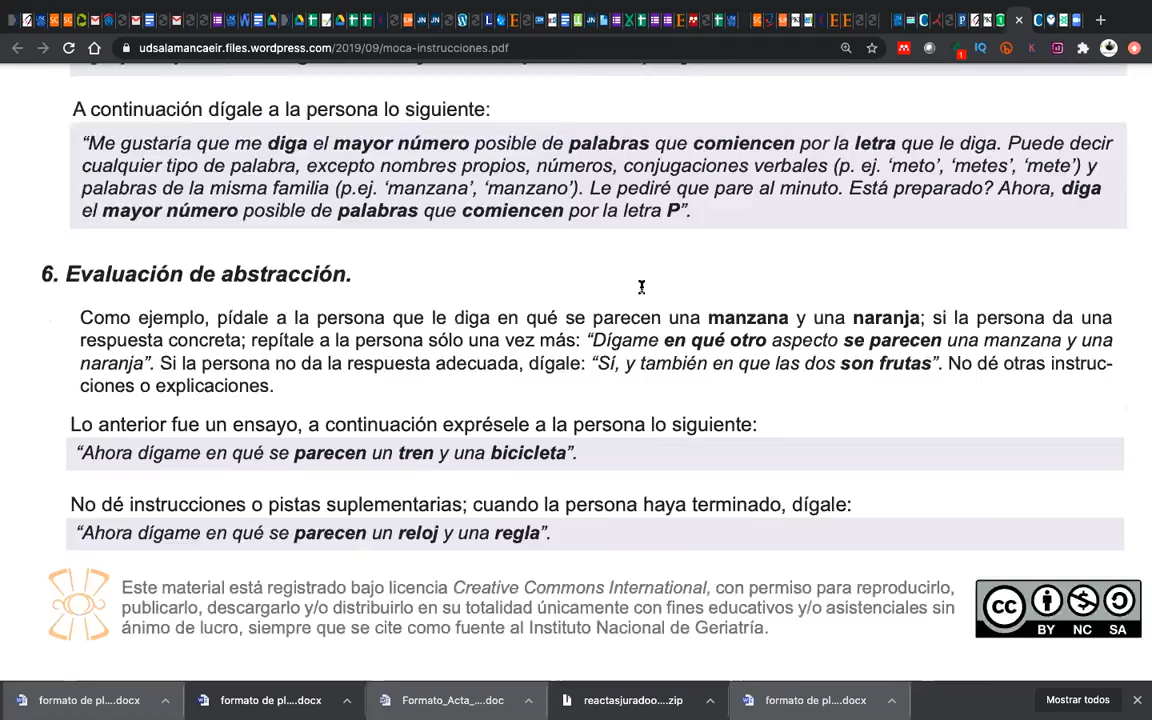 udsalamancaeir.files.wordpress.com/2019/09/moca-instrucciones.pdf
A continuación dígale a la persona lo siguiente:
“Me gustaría que me diga el mayor número posible de palabras que comiencen por la letra que le diga. Puede decir
cualquier tipo de palabra, excepto nombres propios, números, conjugaciones verbales (p. ej. ‘meto’, ‘metes’, ‘mete’) y
palabras de la misma familia (p.ej. ‘manzana’, ‘manzano’). Le pediré que pare al minuto. Está preparado? Ahora, diga
el mayor número posible de palabras que comiencen por la letra P”.
6. Evaluación de abstracción.
Como ejemplo, pídale a la persona que le diga en qué se parecen una manzana y una naranja; si la persona da una
respuesta concreta; repítale a la persona sólo una vez más: “Dígame en qué otro aspecto se parecen una manzana y una
naranja”. Si la persona no da la respuesta adecuada, dígale: “Sí, y también en que las dos son frutas”. No dé otras instruc-
ciones o explicaciones.
Lo anterior fue un ensayo, a continuación exprésele a la persona lo siguiente:
“Ahora dígame en qué se parecen un tren y una bicicleta”.
No dé instrucciones o pistas suplementarias; cuando la persona haya terminado, dígale:
“Ahora dígame en qué se parecen un reloj y una regla”.
Este material está registrado bajo licencia Creative Commons International, con permiso para reproducirlo,
publicarlo, descargarlo y/o distribuirlo en su totalidad únicamente con fines educativos y/o asistenciales sin
ánimo de lucro, siempre que se cite como fuente al Instituto Nacional de Geriatría.
cc
BY NC SA
formato de pl....docx
formato de pl....docx
Formato_Acta_....doc
reactasjuradoo....zip
formato de pl....docx
Mostrar todos